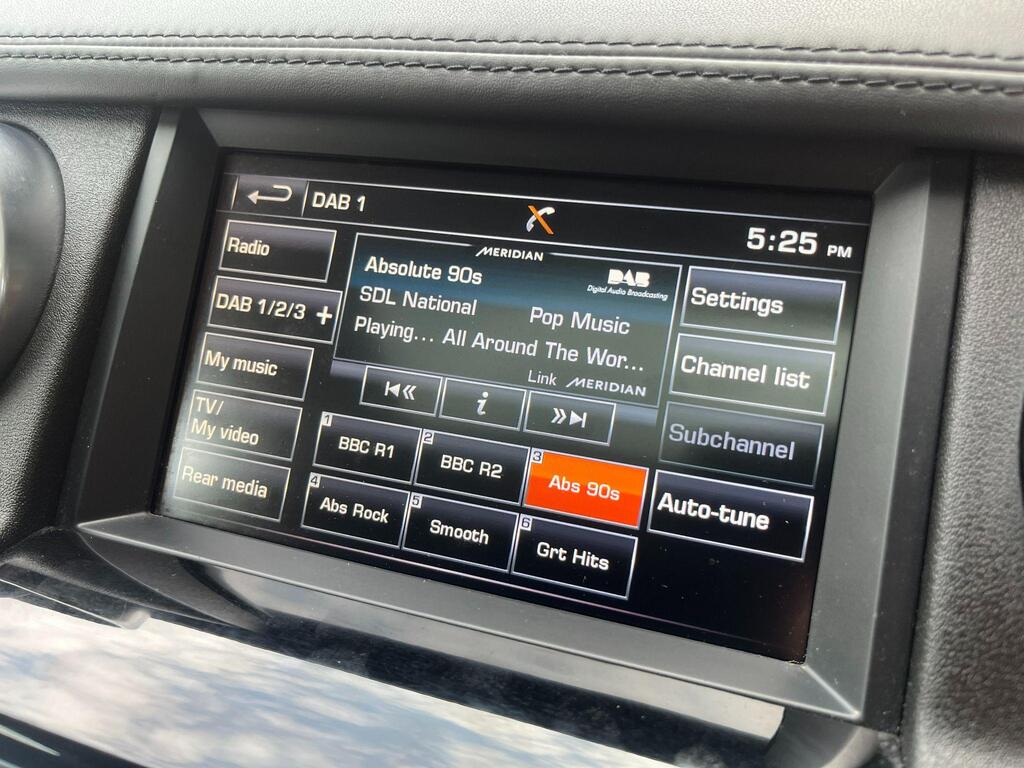 DAB 1
5:25 PM
Radio
DAB 1/2/3 +
My music
TV/
My video
Rear media
MERIDIAN
Absolute 90s
DAB
Digital Audio Broadcasting
SDL National
Pop Music
Playing... All Around The Wor...
Link MERIDIAN
i
1 BBC R1
2 BBC R2
3 Abs 90s
4 Abs Rock
5 Smooth
6 Grt Hits
Settings
Channel list
Subchannel
Auto-tune